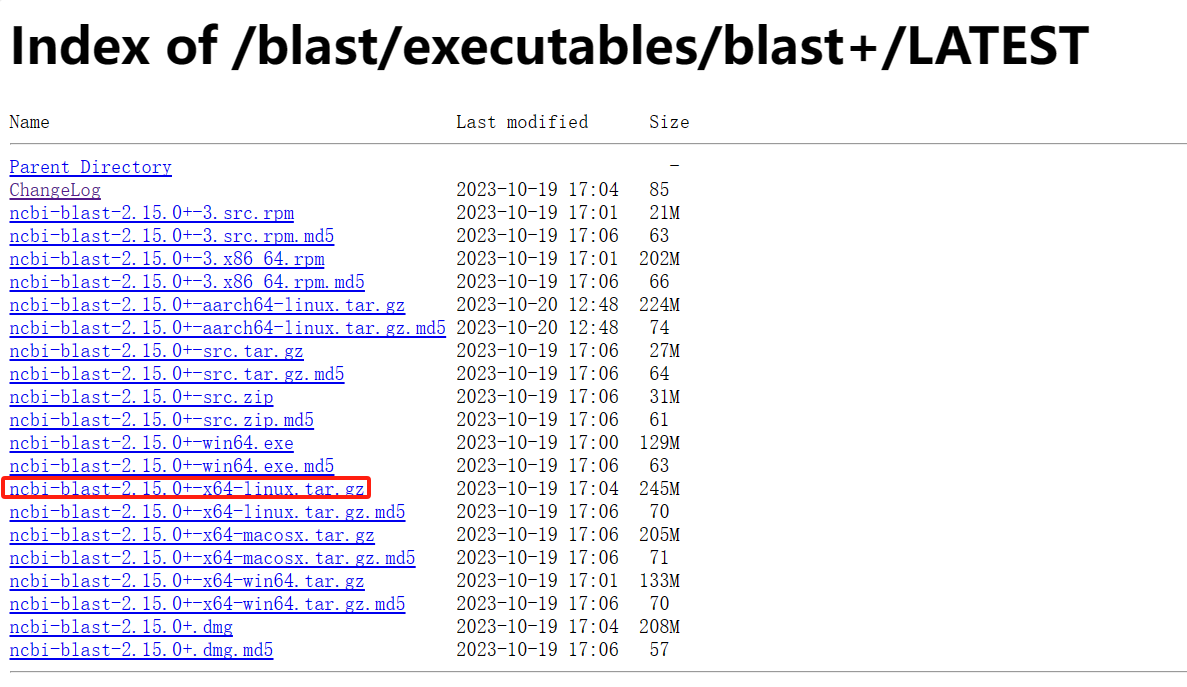 Index of /blast/executables/blast+/LATEST
Name Last modified Size
Parent Directory -
ChangeLog 2023-10-19 17:04 85
ncbi-blast-2.15.0+-3.src.rpm 2023-10-19 17:01 21M
ncbi-blast-2.15.0+-3.src.rpm.md5 2023-10-19 17:06 63
ncbi-blast-2.15.0+-3.x86_64.rpm 2023-10-19 17:01 202M
ncbi-blast-2.15.0+-3.x86_64.rpm.md5 2023-10-19 17:06 66
ncbi-blast-2.15.0+-aarch64-linux.tar.gz 2023-10-20 12:48 224M
ncbi-blast-2.15.0+-aarch64-linux.tar.gz.md5 2023-10-20 12:48 74
ncbi-blast-2.15.0+-src.tar.gz 2023-10-19 17:06 27M
ncbi-blast-2.15.0+-src.tar.gz.md5 2023-10-19 17:06 64
ncbi-blast-2.15.0+-src.zip 2023-10-19 17:06 31M
ncbi-blast-2.15.0+-src.zip.md5 2023-10-19 17:06 61
ncbi-blast-2.15.0+-win64.exe 2023-10-19 17:00 129M
ncbi-blast-2.15.0+-win64.exe.md5 2023-10-19 17:06 63
ncbi-blast-2.15.0+-x64-linux.tar.gz 2023-10-19 17:04 245M
ncbi-blast-2.15.0+-x64-linux.tar.gz.md5 2023-10-19 17:06 70
ncbi-blast-2.15.0+-x64-macosx.tar.gz 2023-10-19 17:06 205M
ncbi-blast-2.15.0+-x64-macosx.tar.gz.md5 2023-10-19 17:06 71
ncbi-blast-2.15.0+-x64-win64.tar.gz 2023-10-19 17:01 133M
ncbi-blast-2.15.0+-x64-win64.tar.gz.md5 2023-10-19 17:06 70
ncbi-blast-2.15.0+.dmg 2023-10-19 17:04 208M
ncbi-blast-2.15.0+.dmg.md5 2023-10-19 17:06 57